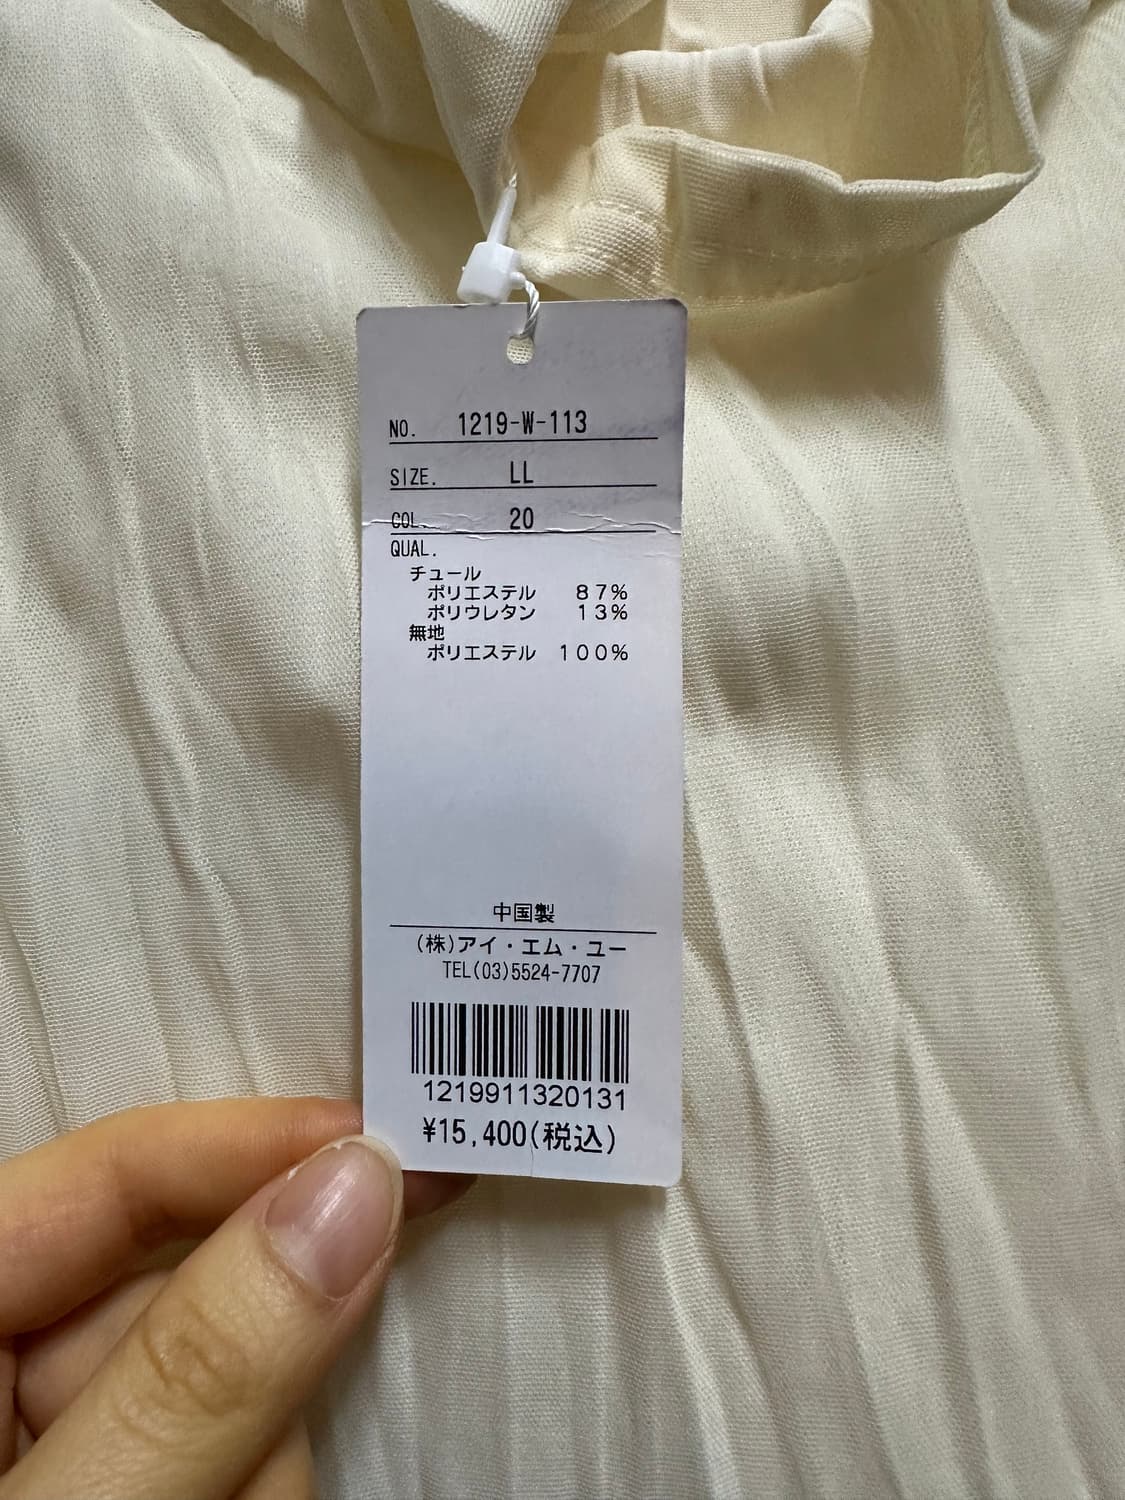 NO. 1219-W-113
SIZE. LL
COL. 20
QUAL.
チュール
ポリエステル 87%
ポリウレタン 13%
無地
ポリエステル 100%
中国製
(株)アイ・エム・ユー
TEL(03)5524-7707
1219911320131
¥15,400(税込)